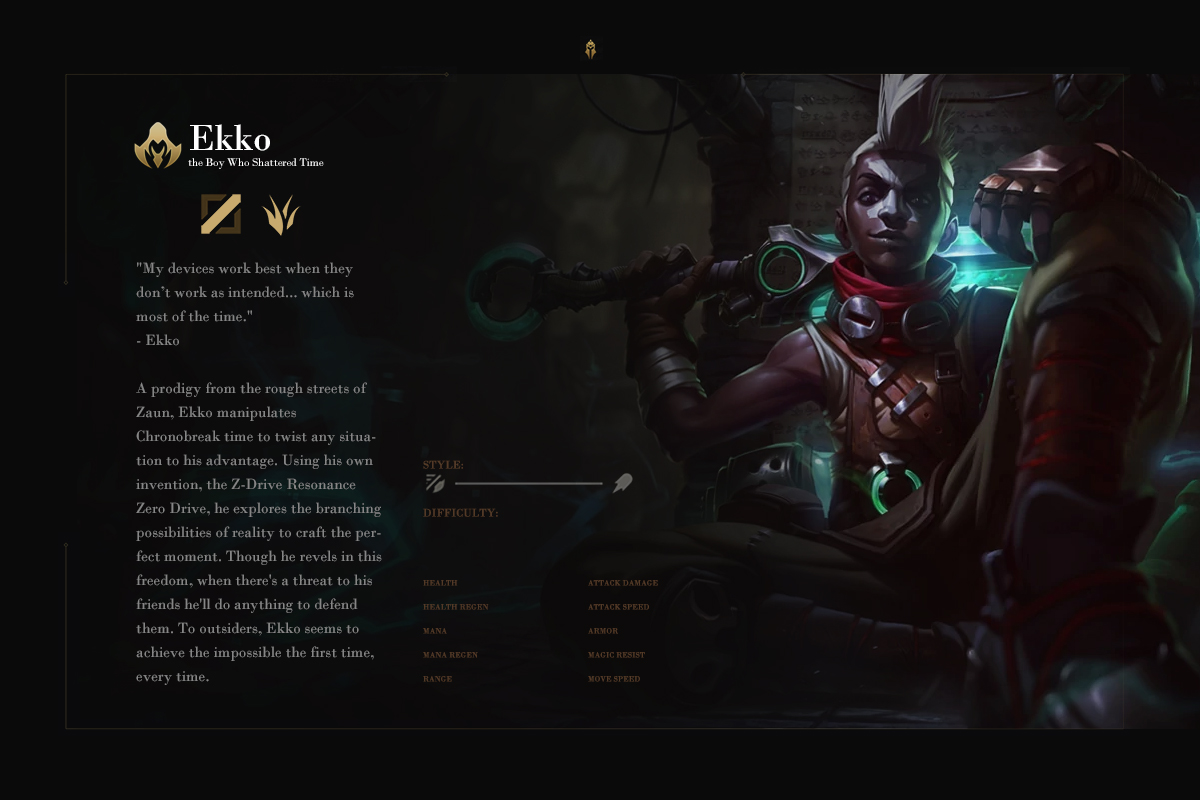 Ekko
the Boy Who Shattered Time
"My devices work best when they
don't work as intended... which is
most of the time."
- Ekko
A prodigy from the rough streets of
Zaun, Ekko manipulates
Chronobreak time to twist any situa-
tion to his advantage. Using his own
invention, the Z-Drive Resonance
Zero Drive, he explores the branching
possibilities of reality to craft the per-
fect moment. Though he revels in this
freedom, when there's a threat to his
friends he'll do anything to defend
them. To outsiders, Ekko seems to
achieve the impossible the first time,
every time.
STYLE:
DIFFICULTY:
HEALTH
HEALTH REGEN
MANA
MANA REGEN
RANGE
ATTACK DAMAGE
ATTACK SPEED
ARMOR
MAGIC RESIST
MOVE SPEED